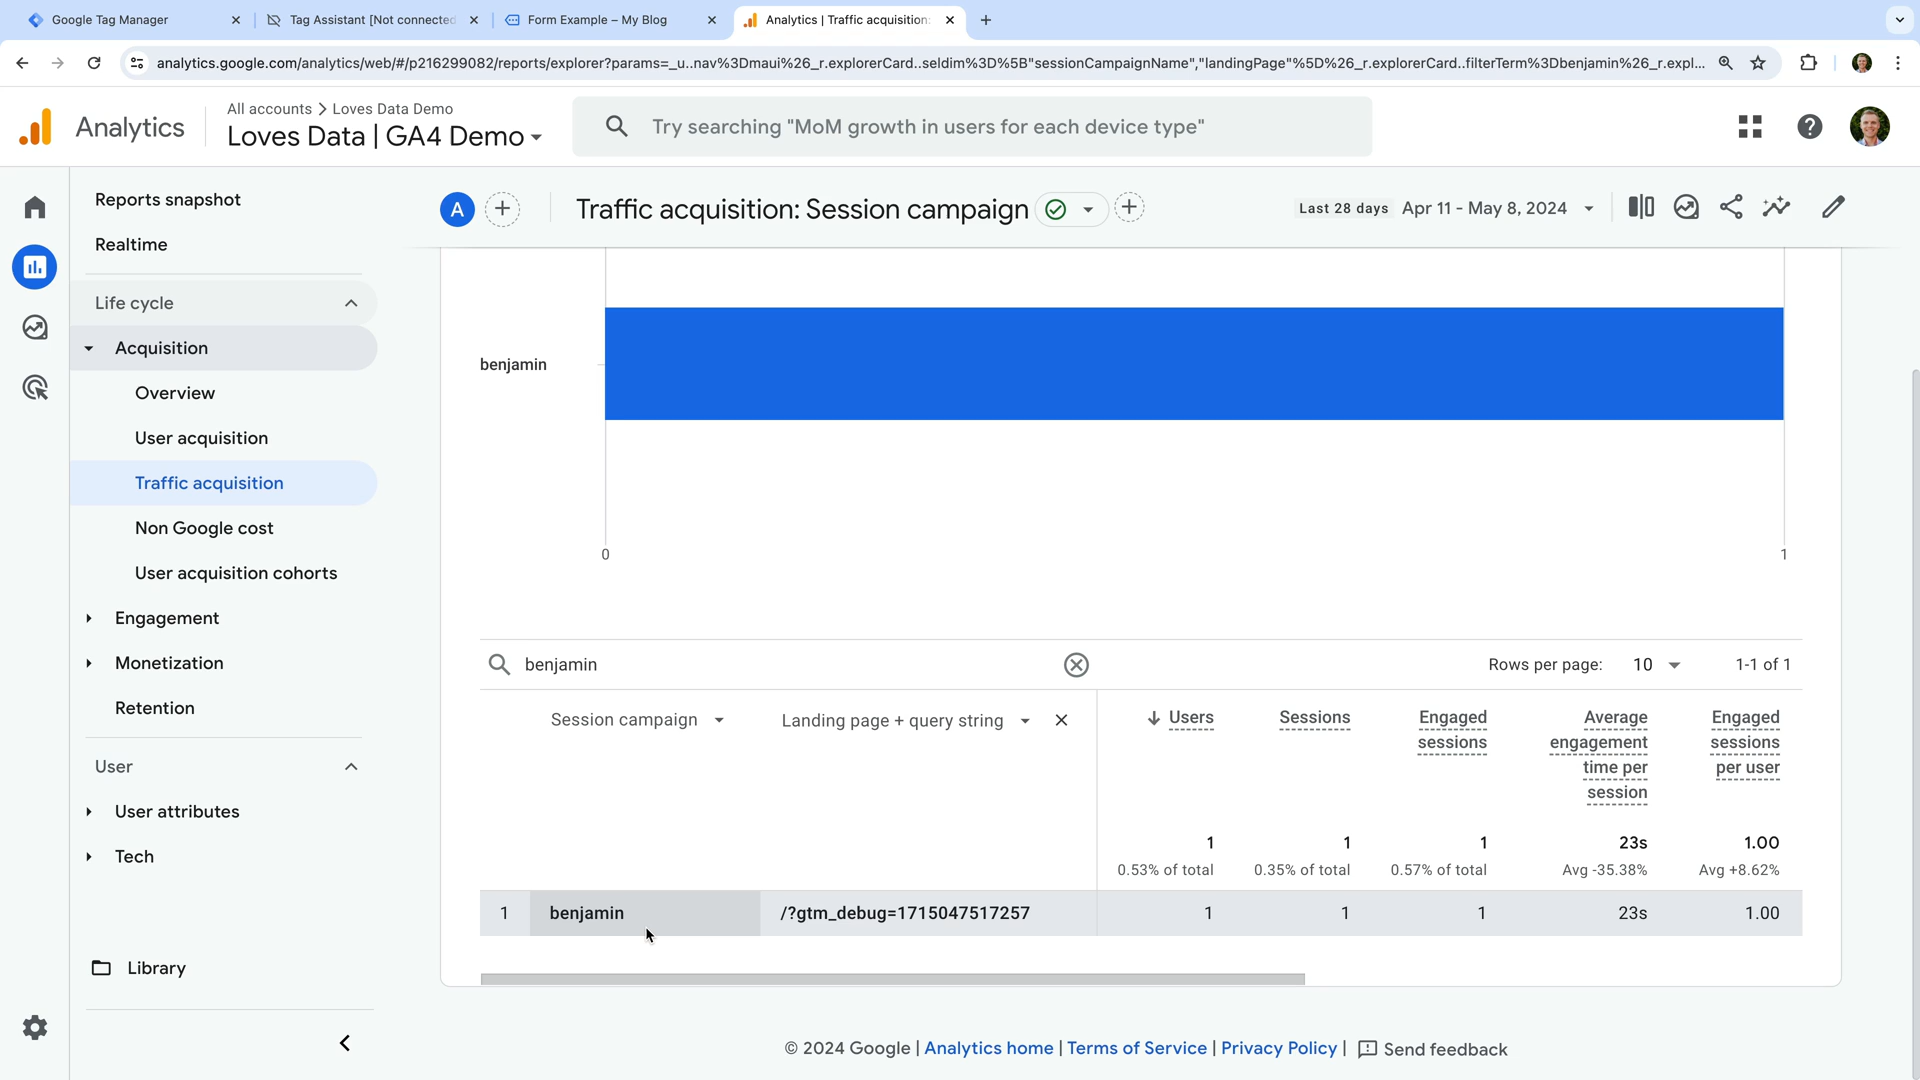 Google Tag Manager
Tag Assistant [Not connected
Form Example – My Blog
Analytics | Traffic acquisition:
analytics.google.com/analytics/web/#/p216299082/reports/explorer?params=_u..nav%3Dmaui%26_r.explorerCard..seldim%3D%5B"sessionCampaignName","landingPage"%5D%26_r.explorerCard..filterTerm%3Dbenjamin%26_r.expl...
Analytics
All accounts > Loves Data Demo
Loves Data | GA4 Demo
Try searching "MoM growth in users for each device type"
Reports snapshot
Realtime
Life cycle
Acquisition
Overview
User acquisition
Traffic acquisition
Non Google cost
User acquisition cohorts
Engagement
Monetization
Retention
User
User attributes
Tech
Library
A
Traffic acquisition: Session campaign
Last 28 days Apr 11 - May 8, 2024
benjamin
0
1
benjamin
Rows per page: 10
1-1 of 1
Session campaign
Landing page + query string
Users
Sessions
Engaged
sessions
Average
engagement
time per
session
Engaged
sessions
per user
1
1
1
23s
1.00
0.53% of total
0.35% of total
0.57% of total
Avg -35.38%
Avg +8.62%
1
benjamin
/?gtm_debug=1715047517257
1
1
1
23s
1.00
© 2024 Google | Analytics home | Terms of Service | Privacy Policy | Send feedback